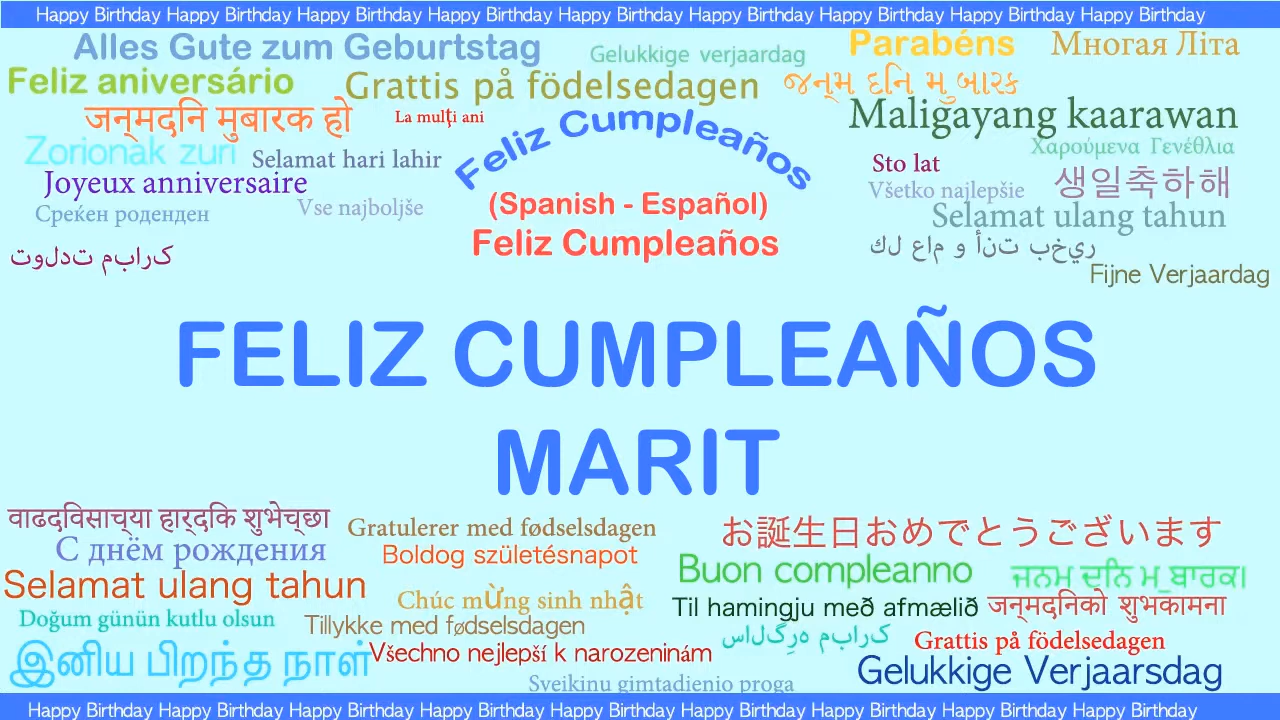 Happy Birthday Happy Birthday Happy Birthday Happy Birthday Happy Birthday Happy Birthday Happy Birthday Happy Birthday Happy Birthday
Alles Gute zum Geburtstag
Gelukkige verjaardag
Parabéns
Многая Літа
Feliz aniversário
Grattis på födelsedagen
જન્મ દિન મુબારક
जन्मदिन मुबारक हो
La mulţi ani
Feliz Cumpleaños
Maligayang kaarawan
Zorionak zuri
Selamat hari lahir
Sto lat
Χαρούμενα Γενέθλια
Joyeux anniversaire
(Spanish - Español)
Všetko najlepšie
생일축하해
Среќен роденден
Vse najboljše
Feliz Cumpleaños
Selamat ulang tahun
تولدت مبارک
كل عام و أنت بخير
Fijne Verjaardag
FELIZ CUMPLEAÑOS
MARIT
वाढदिवसाच्या हार्दिक शुभेच्छा
Gratulerer med fødselsdagen
お誕生日おめでとうございます
С днём рождения
Boldog születésnapot
Buon compleanno
ਜਨਮ ਦਿਨ ਮੁਬਾਰਕ।
Selamat ulang tahun
Chúc mừng sinh nhật
Til hamingju með afmælið
जन्मदिनको शुभकामना
Doğum günün kutlu olsun
Tillykke med fødselsdagen
سالگرہ مبارک
Grattis på födelsedagen
இனிய பிறந்த நாள்
Všechno nejlepší k narozeninám
Gelukkige Verjaarsdag
Sveikinu gimtadienio proga
Happy Birthday Happy Birthday Happy Birthday Happy Birthday Happy Birthday Happy Birthday Happy Birthday Happy Birthday Happy Birthday